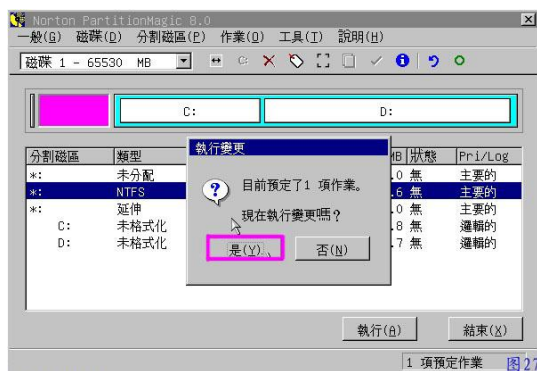 Norton PartitionMagic 8.0
一般(G) 磁碟(D) 分割磁區(P) 作業(O) 工具(T) 說明(H)
磁碟 1 - 65530 MB
C: D:
分割磁區 類型 MB 狀態 Pri/Log
*: 未分配 .0 無 主要的
*: NTFS .6 無 主要的
*: 延伸 .0 無 主要的
C: 未格式化 .8 無 邏輯的
D: 未格式化 .7 無 邏輯的
執行變更
目前預定了1 項作業。
現在執行變更嗎？
是(Y) 否(N)
執行(A) 結束(X)
1 項預定作業 图27